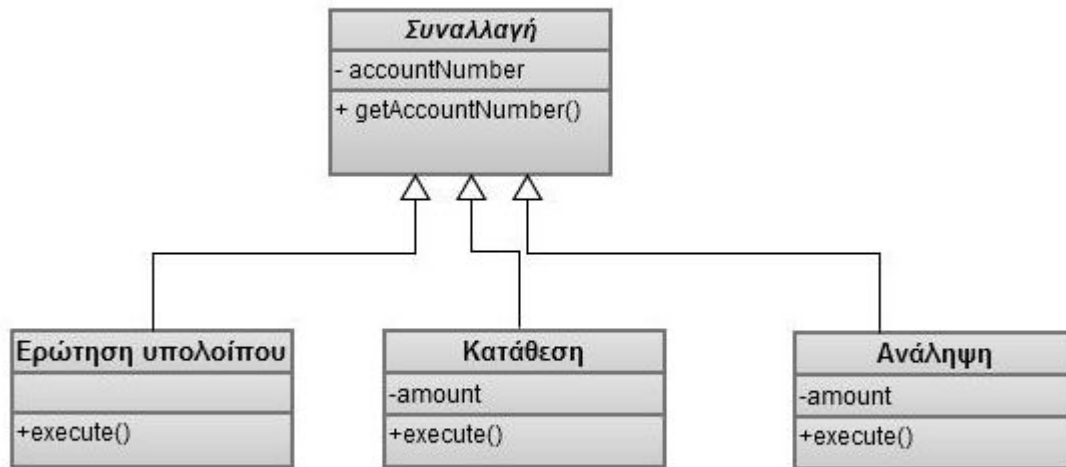 Συναλλαγή
- accountNumber
+ getAccountNumber()
Ερώτηση υπολοίπου
+execute()
Κατάθεση
-amount
+execute()
Ανάληψη
-amount
+execute()